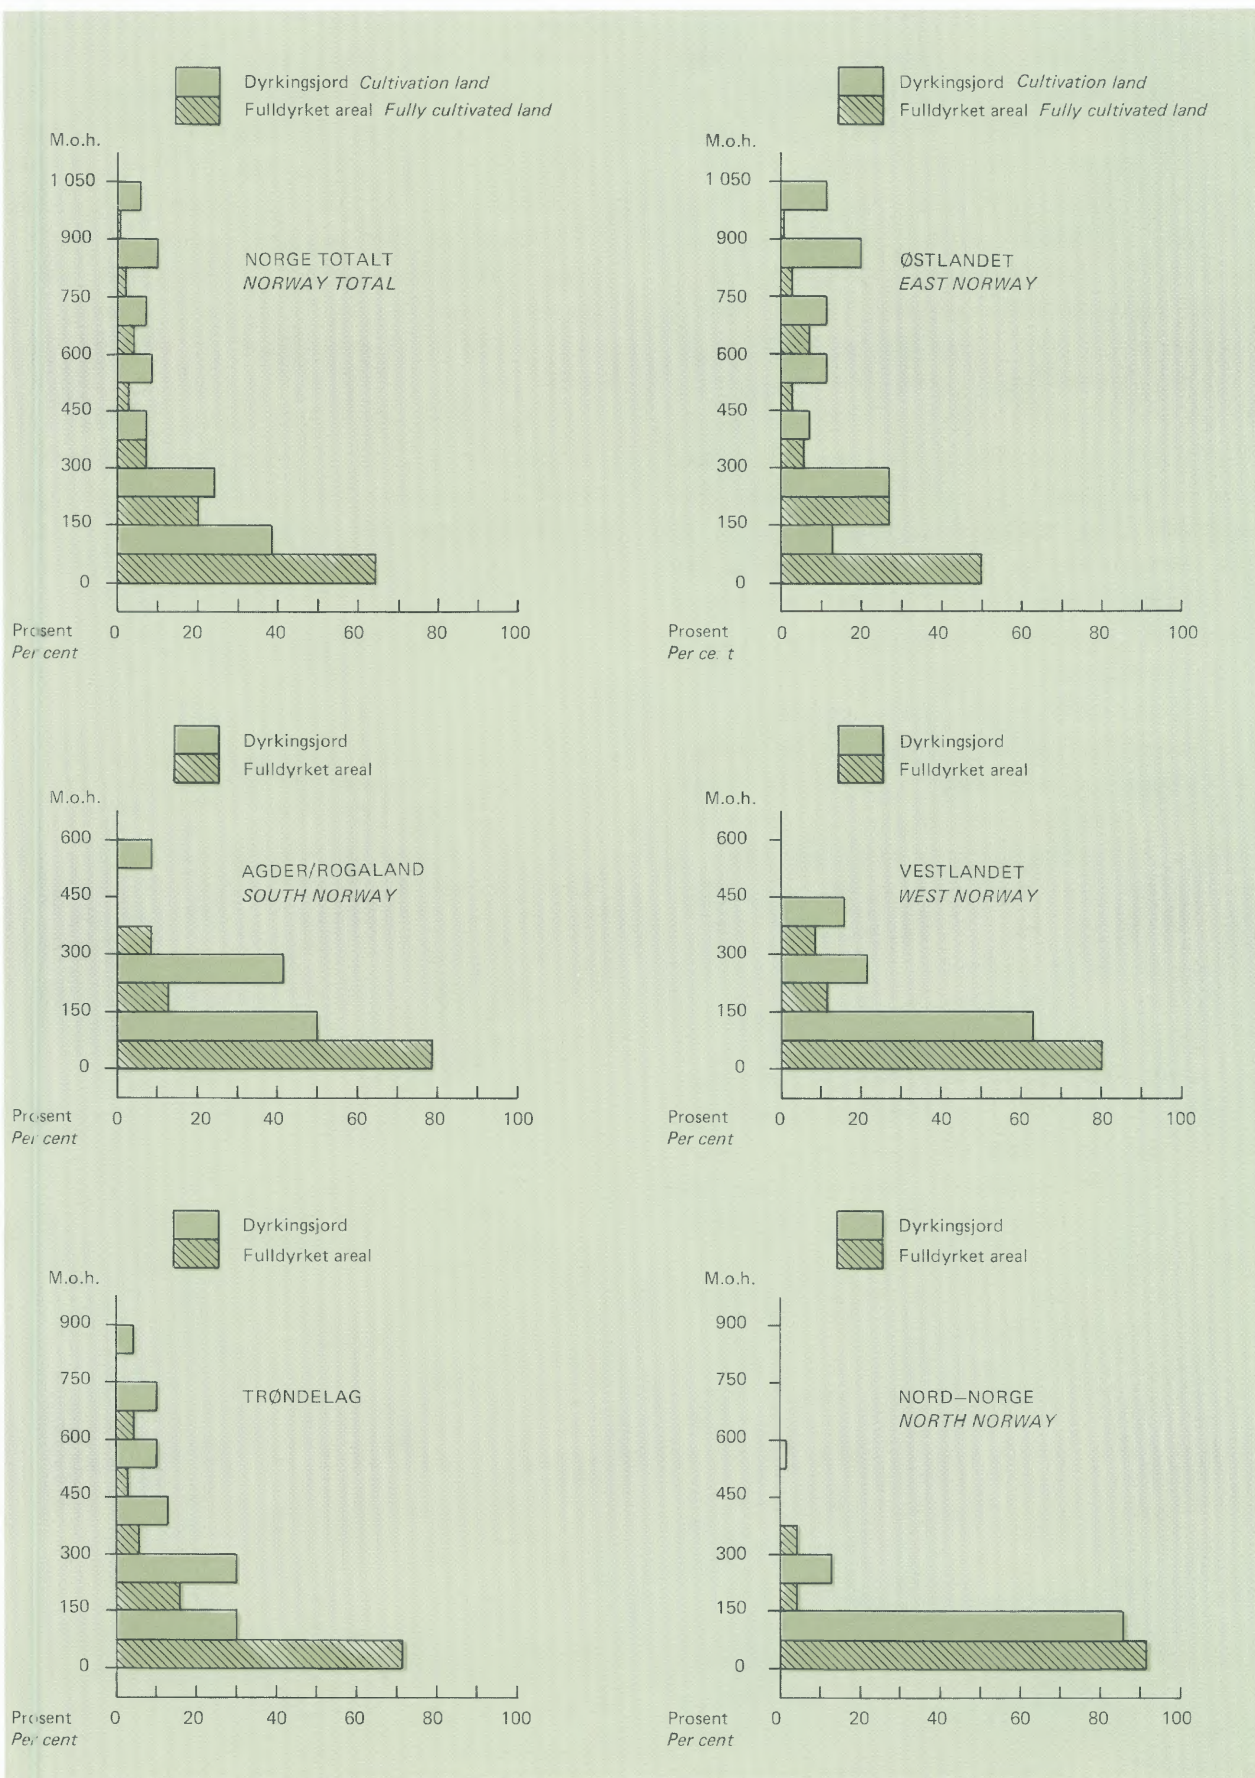 Dyrkingsjord Cultivation land
Fulldyrket areal Fully cultivated land
M.o.h.
1 050
900
750
600
450
300
150
0
NORGE TOTALT
NORWAY TOTAL
Prosent
Per cent
0 20 40 60 80 100
Dyrkingsjord Cultivation land
Fulldyrket areal Fully cultivated land
M.o.h.
1 050
900
750
600
450
300
150
0
ØSTLANDET
EAST NORWAY
Prosent
Per ce t
0 20 40 60 80 100
Dyrkingsjord
Fulldyrket areal
M.o.h.
600
450
300
150
0
AGDER/ROGALAND
SOUTH NORWAY
Prosent
Per cent
0 20 40 60 80 100
Dyrkingsjord
Fulldyrket areal
M.o.h.
600
450
300
150
0
VESTLANDET
WEST NORWAY
Prosent
Per cent
0 20 40 60 80 100
Dyrkingsjord
Fulldyrket areal
M.o.h.
900
750
600
450
300
150
0
TRØNDELAG
Prosent
Per cent
0 20 40 60 80 100
Dyrkingsjord
Fulldyrket areal
M.o.h.
900
750
600
450
300
150
0
NORD–NORGE
NORTH NORWAY
Prosent
Per cent
0 20 40 60 80 100